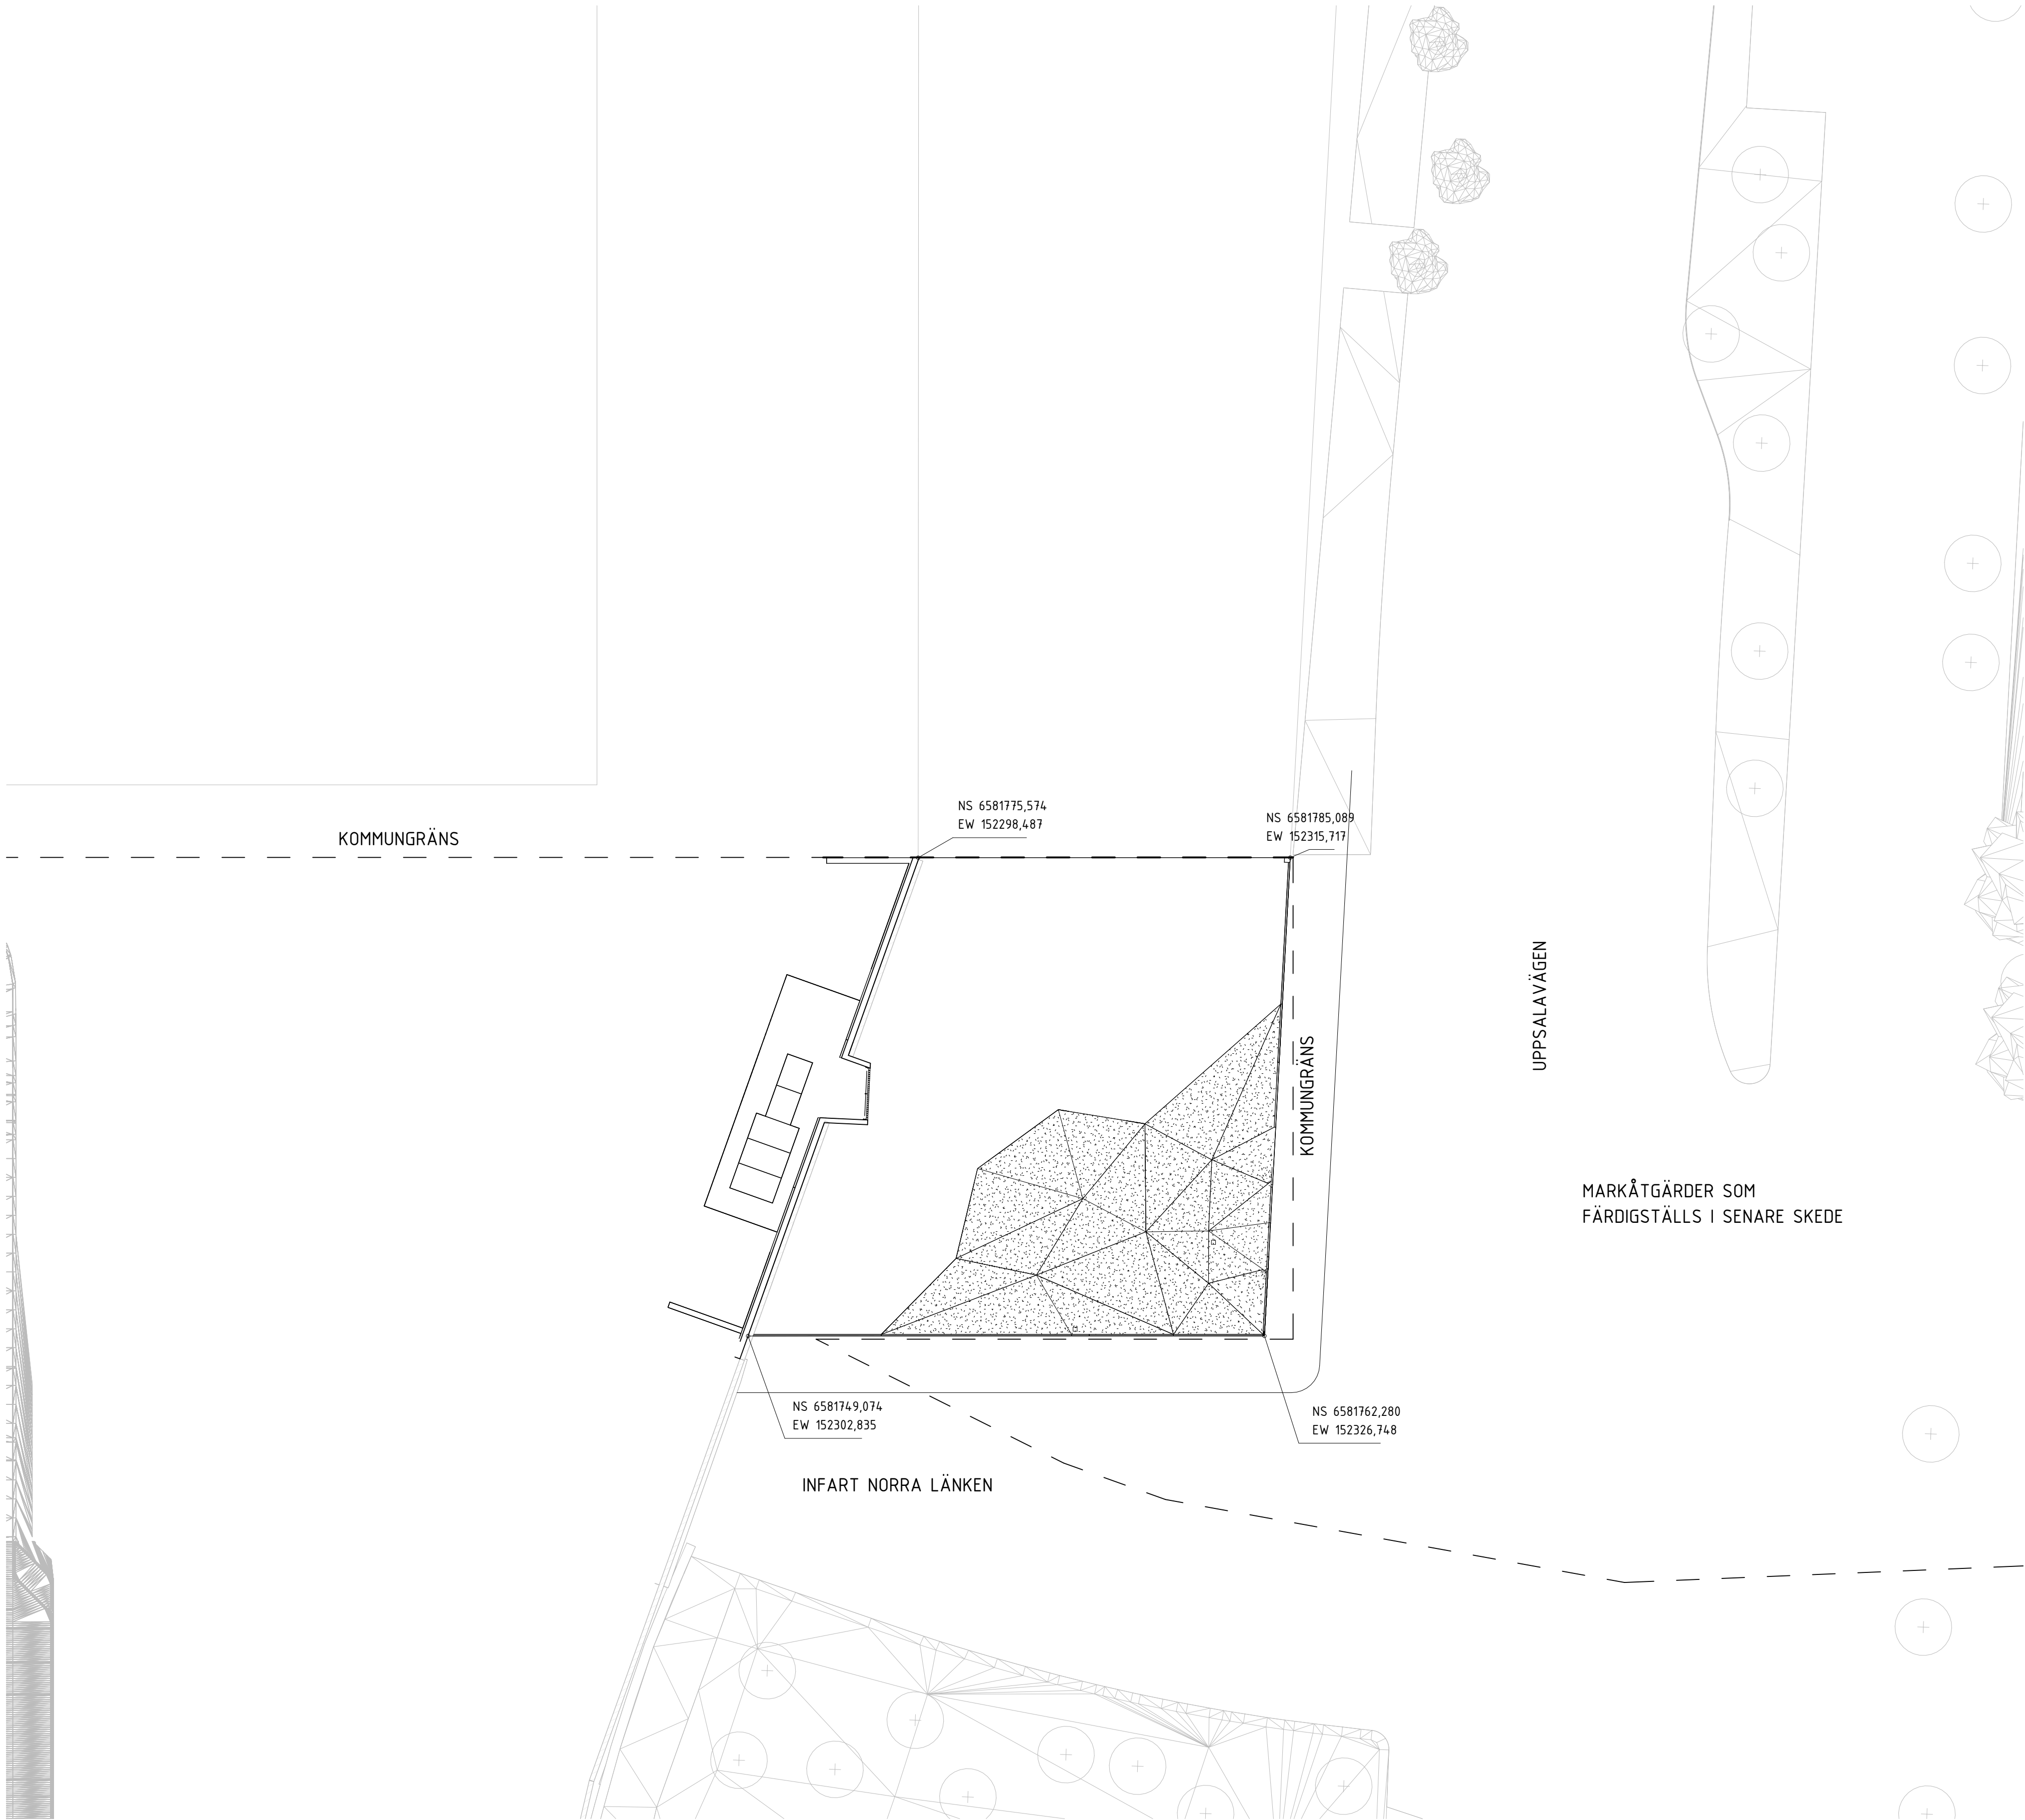 NS 6581775,574
EW 152298,487
NS 6581785,089
EW 152315,717
KOMMUNGRÄNS
UPPSALAVÄGEN
KOMMUNGRÄNS
MARKÅTGÄRDER SOM
FÄRDIGSTÄLLS I SENARE SKEDE
NS 6581749,074
EW 152302,835
NS 6581762,280
EW 152326,748
INFART NORRA LÄNKEN